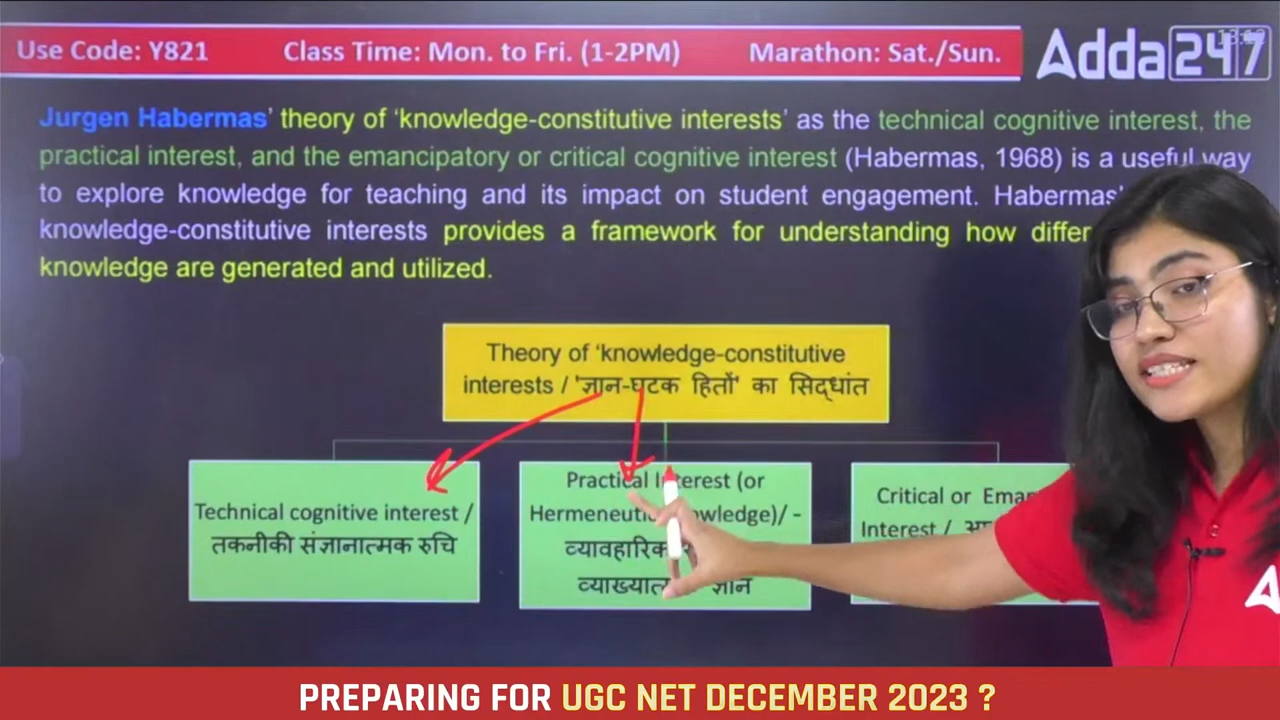 Use Code: Y821 Class Time: Mon. to Fri. (1-2PM) Marathon: Sat./Sun.
Adda247
Jurgen Habermas' theory of 'knowledge-constitutive interests' as the technical cognitive interest, the
practical interest, and the emancipatory or critical cognitive interest (Habermas, 1968) is a useful way
to explore knowledge for teaching and its impact on student engagement. Habermas'
knowledge-constitutive interests provides a framework for understanding how
knowledge are generated and utilized.
Theory of 'knowledge-constitutive
interests / 'ज्ञान-घटक हितों' का सिद्धांत
Technical cognitive interest /
तकनीकी संज्ञानात्मक रुचि
Practical Interest (or
Hermeneutic knowledge)/ -
व्यावहारिक
ज्ञान
Critical or
Interest /
PREPARING FOR UGC NET DECEMBER 2023 ?